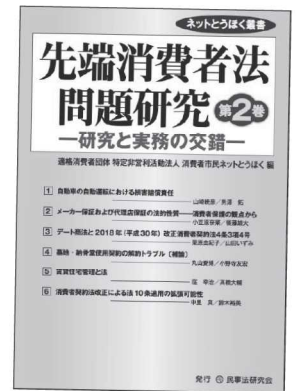 ネットとうほく叢書
先端消費者法
問題研究 第2巻
―研究と実務の交錯―
適格消費者団体 特定非営利活動法人 消費者市民ネットとうほく 編
1 自動車の自動運転における損害賠償責任
2 メーカー保証および代理店保証の法的性質――消費者保護の観点から
3 デート商法と2018年(平成30年)改正消費者契約法4条3項4号
4 墓地・納骨堂使用契約の解約トラブル〔補論〕
丸山愛博/小野寺友宏
5 賃貸住宅管理と法
6 消費者契約法改正による法10条適用の拡張可能性
発行 民事法研究会